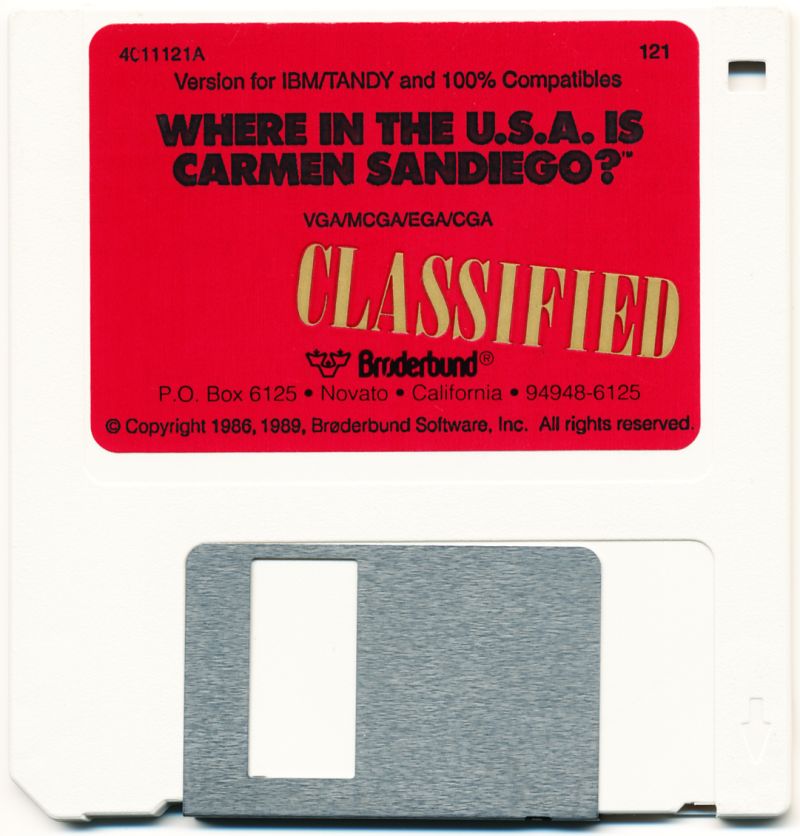 4C11121A 121
Version for IBM/TANDY and 100% Compatibles
WHERE IN THE U.S.A. IS
CARMEN SANDIEGO?™
VGA/MCGA/EGA/CGA
CLASSIFIED
Brøderbund®
P.O. Box 6125 • Novato • California • 94948-6125
© Copyright 1986, 1989, Brøderbund Software, Inc. All rights reserved.